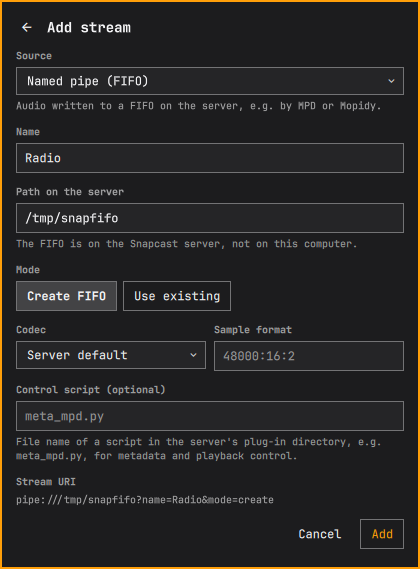 ← Add stream
Source
Named pipe (FIFO)
Audio written to a FIFO on the server, e.g. by MPD or Mopidy.
Name
Radio
Path on the server
/tmp/snapfifo
The FIFO is on the Snapcast server, not on this computer.
Mode
Create FIFO Use existing
Codec Sample format
Server default 48000:16:2
Control script (optional)
meta_mpd.py
File name of a script in the server's plug-in directory, e.g.
meta_mpd.py, for metadata and playback control.
Stream URI
pipe:///tmp/snapfifo?name=Radio&mode=create
Cancel Add